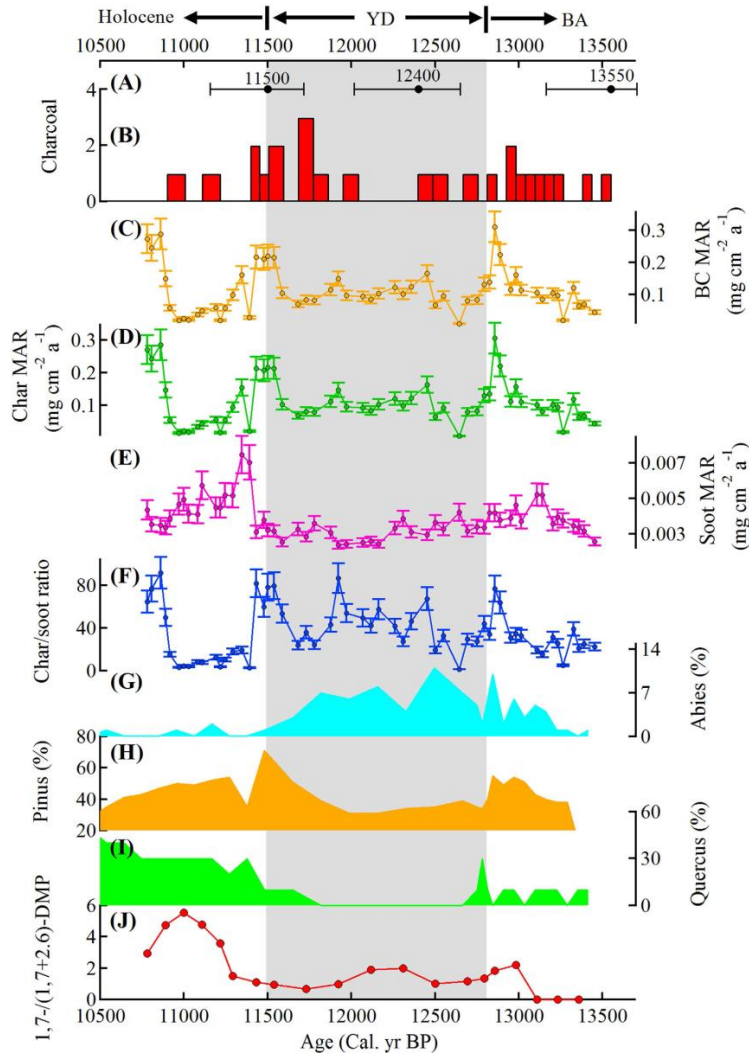 Holocene YD BA
10500 11000 11500 12000 12500 13000 13500
(A) 11500 12400 13550
4
2
0
Charcoal
(B)
(C)
0.3
0.2
0.1
BC MAR
(mg cm-2 a-1)
(D)
0.3
0.2
0.1
Char MAR
(mg cm-2 a-1)
(E)
0.007
0.005
0.003
Soot MAR
(mg cm-2 a-1)
(F)
80
40
0
Char/soot ratio
(G)
14
7
0
Abies (%)
(H)
80
60
40
20
Pinus (%)
(I)
60
30
0
Quercus (%)
(J)
6
4
2
0
1,7-/(1,7+2.6)-DMP
10500 11000 11500 12000 12500 13000 13500
Age (Cal. yr BP)